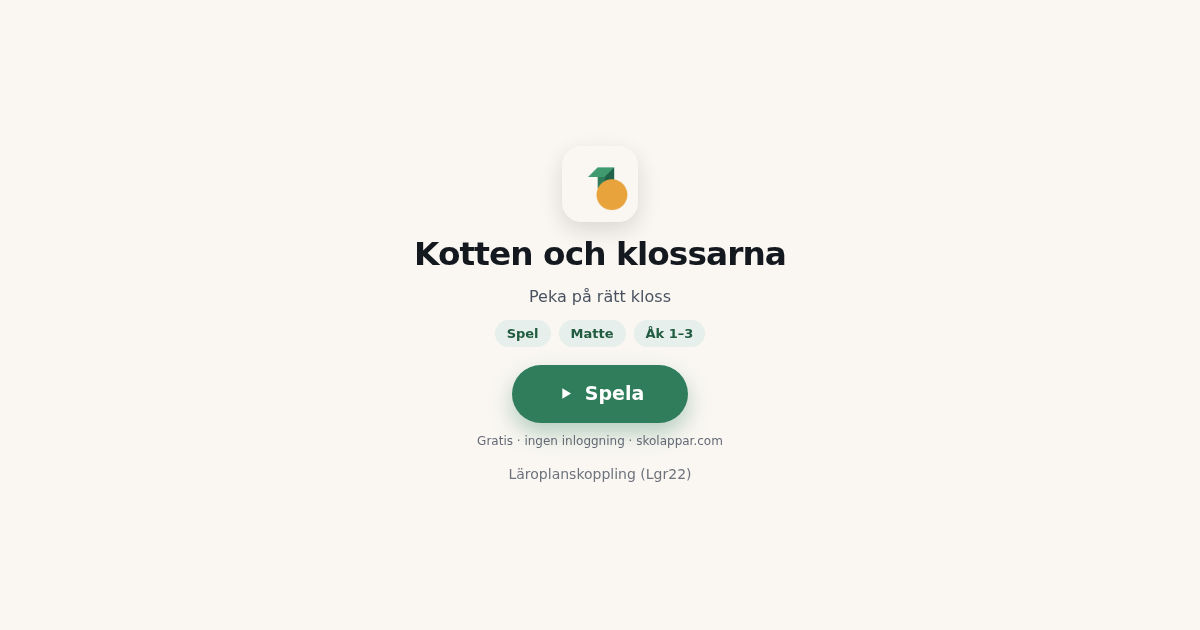 Kotten och klossarna
Peka på rätt kloss
Spel Matte Åk 1–3
Spela
Gratis · ingen inloggning · skolappar.com
Läroplanskoppling (Lgr22)